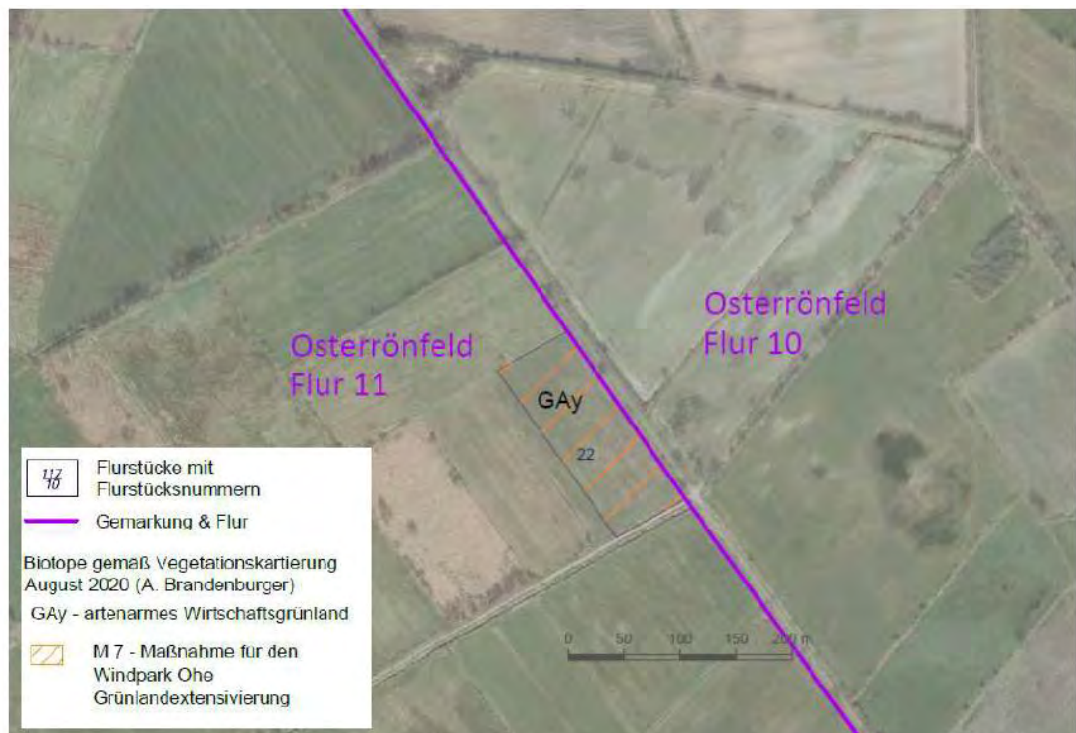 Osterrönfeld
Flur 10
Osterrönfeld
Flur 11
GAy
22
Flurstücke mit
Flurstücksnummern
Gemarkung & Flur
Biotope gemäß Vegetationskartierung
August 2020 (A. Brandenburger)
GAy - artenarmes Wirtschaftsgrünland
M 7 - Maßnahme für den
Windpark Ohe
Grünlandextensivierung
0 50 100 150 200 m